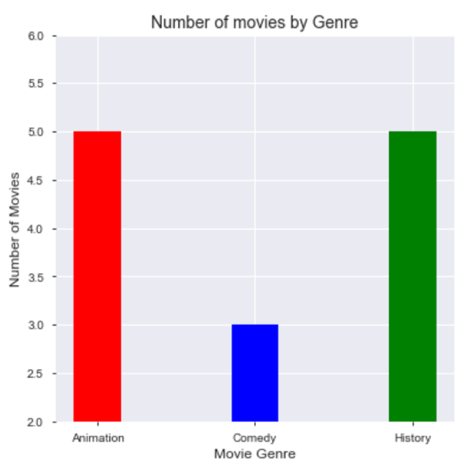 Number of movies by Genre
6.0
5.5
5.0
4.5
4.0
3.5
3.0
2.5
2.0
Number of Movies
Animation Comedy History
Movie Genre